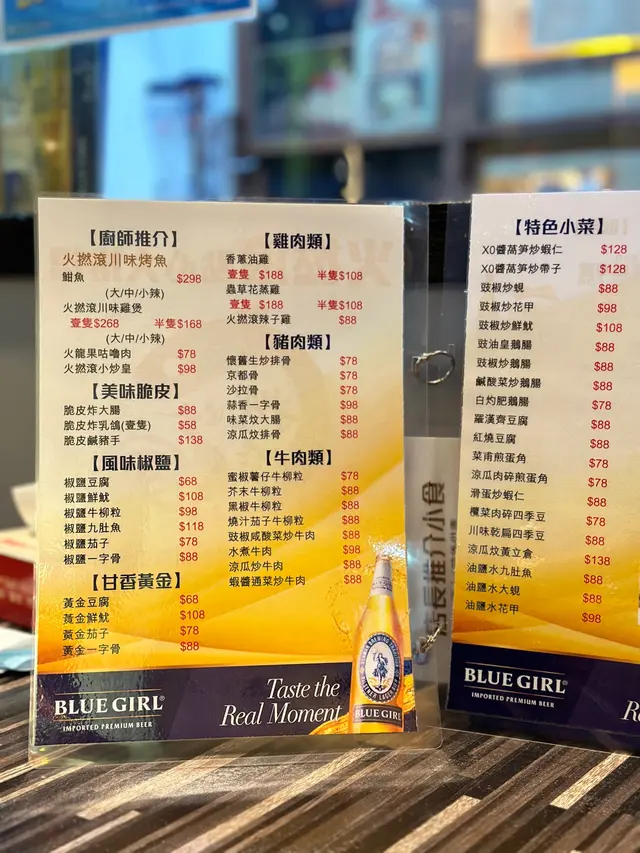 【廚師推介】
火撚滾川味烤魚
鉗魚 $298
(大/中/小辣)
火撚滾川味雞煲
壹隻$268 半隻$168
(大/中/小辣)
火龍果咕嚕肉 $78
火撚滾小炒皇 $98
【美味脆皮】
脆皮炸大腸 $88
脆皮炸乳鴿(壹隻) $58
脆皮鹹豬手 $138
【風味椒鹽】
椒鹽豆腐 $68
椒鹽鮮魷 $108
椒鹽牛柳粒 $98
椒鹽九肚魚 $118
椒鹽茄子 $78
椒鹽一字骨 $88
【甘香黃金】
黃金豆腐 $68
黃金鮮魷 $108
黃金茄子 $78
黃金一字骨 $88
【雞肉類】
香蔥油雞
壹隻 $188 半隻$108
蟲草花蒸雞
壹隻 $188 半隻$108
火撚滾辣子雞 $88
【豬肉類】
懷舊生炒排骨 $78
京都骨 $78
沙拉骨 $78
蒜香一字骨 $98
味菜炆大腸 $88
涼瓜炆排骨 $88
【牛肉類】
蜜椒薯仔牛柳粒 $78
芥末牛柳粒 $88
黑椒牛柳粒 $88
燒汁茄子牛柳粒 $88
豉椒咸酸菜炒牛肉 $88
水煮牛肉 $98
涼瓜炒牛肉 $88
蝦醬通菜炒牛肉 $88
BLUE GIRL®
IMPORTED PREMIUM BEER
Taste the
Real Moment
BLUE GIRL
店長推介小食
【特色小菜】
XO醬萵笋炒蝦仁 $128
XO醬萵笋炒帶子 $128
豉椒炒蜆 $88
豉椒炒花甲 $98
豉椒炒鮮魷 $108
豉油皇鵝腸 $88
豉椒炒鵝腸 $88
鹹酸菜炒鵝腸 $88
白灼肥鵝腸 $78
羅漢齊豆腐 $88
紅燒豆腐 $88
菜甫煎蛋角 $78
涼瓜肉碎煎蛋角 $78
滑蛋炒蝦仁 $88
欖菜肉碎四季豆 $78
川味乾扁四季豆 $88
涼瓜炆黃立倉 $138
油鹽水九肚魚 $88
油鹽水大蜆 $88
油鹽水花甲 $98
BLUE GIRL®
IMPORTED PREMIUM BEER